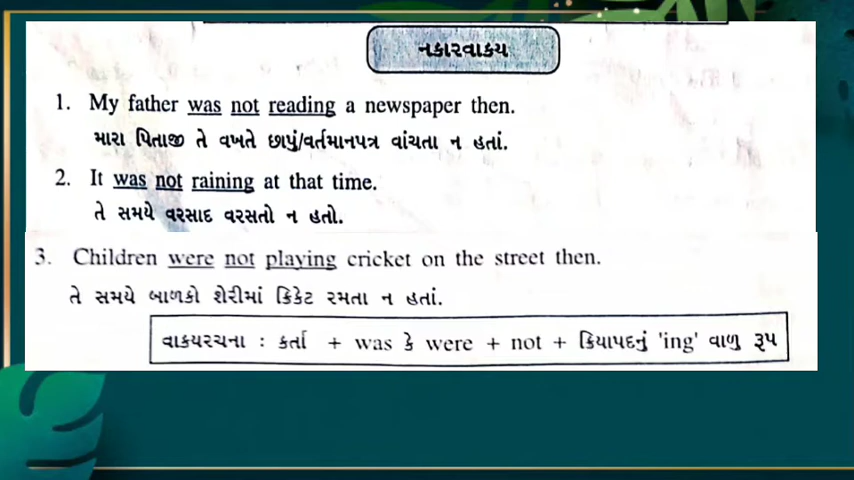 નકારવાક્ય
1. My father was not reading a newspaper then.
મારા પિતાજી તે વખતે છાપું/વર્તમાનપત્ર વાંચતા ન હતાં.
2. It was not raining at that time.
તે સમયે વરસાદ વરસતો ન હતો.
3. Children were not playing cricket on the street then.
તે સમયે બાળકો શેરીમાં ક્રિકેટ રમતા ન હતાં.
વાક્યરચના : કર્તા + was કે were + not + ક્રિયાપદનું 'ing' વાળુ રૂપ